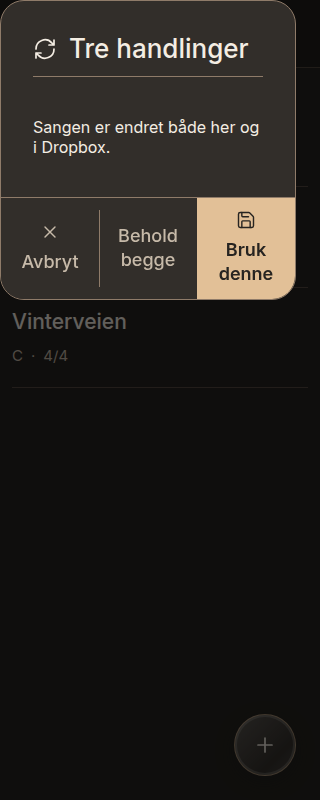 Tre handlinger
Sangen er endret både her og
i Dropbox.
Avbryt
Behold
begge
Bruk
denne
Vinterveien
C · 4/4